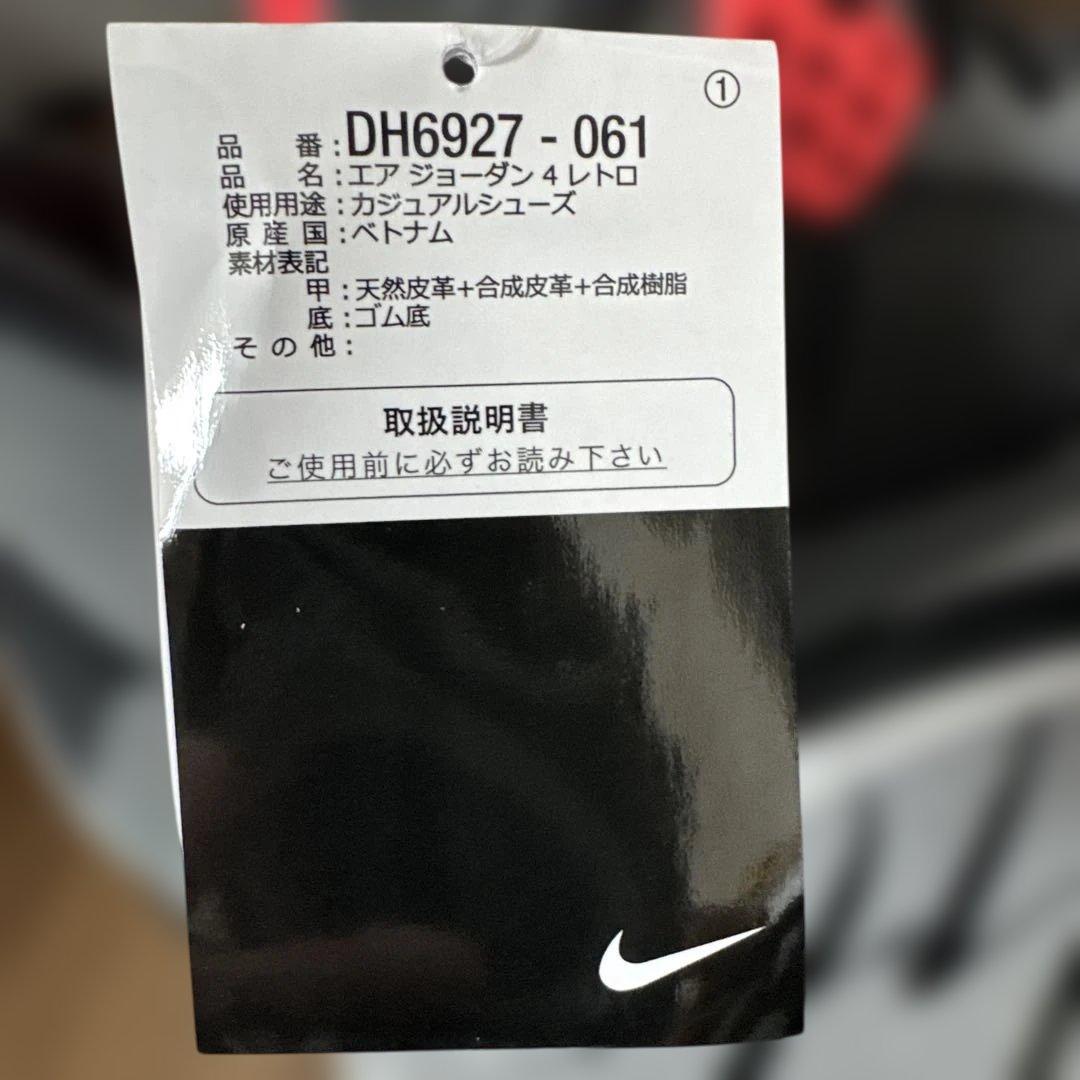 ①
品番:DH6927 - 061
品名:エア ジョーダン 4 レトロ
使用用途:カジュアルシューズ
原産国:ベトナム
素材表記
甲:天然皮革+合成皮革+合成樹脂
底:ゴム底
その他:
取扱説明書
ご使用前に必ずお読み下さい